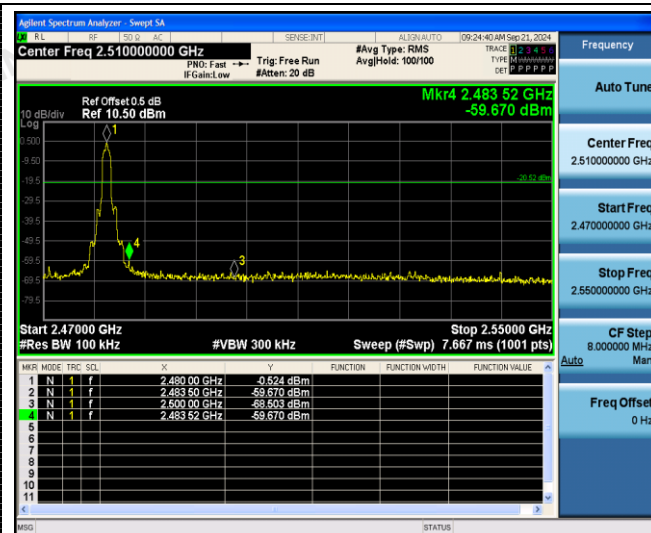 Agilent Spectrum Analyzer - Swept SA
RL RF 50 Ω AC SENSE:INT ALIGN AUTO 09:24:40 AM Sep 21, 2024
Center Freq 2.510000000 GHz
PNO: Fast
IFGain:Low
Trig: Free Run
#Atten: 20 dB
#Avg Type: RMS
Avg|Hold: 100/100
TRACE 1 2 3 4 5 6
TYPE M
DET P P P P P P
Ref Offset 0.5 dB
10 dB/div Ref 10.50 dBm
Log
Mkr4 2.483 52 GHz
-59.670 dBm
1
0.500
-9.50
-19.5
-20.52 dBm
-29.5
-39.5
-49.5
4
3
-59.5
-69.5
-79.5
Start 2.47000 GHz Stop 2.55000 GHz
#Res BW 100 kHz #VBW 300 kHz Sweep (#Swp) 7.667 ms (1001 pts)
MKR MODE TRC SCL X Y FUNCTION FUNCTION WIDTH FUNCTION VALUE
1 N 1 f 2.480 00 GHz -0.524 dBm
2 N 1 f 2.483 50 GHz -59.670 dBm
3 N 1 f 2.500 00 GHz -68.503 dBm
4 N 1 f 2.483 52 GHz -59.670 dBm
5
6
7
8
9
10
11
MSG STATUS
Frequency
Auto Tune
Center Freq
2.510000000 GHz
Start Freq
2.470000000 GHz
Stop Freq
2.550000000 GHz
CF Step
8.000000 MHz
Auto Man
Freq Offset
0 Hz